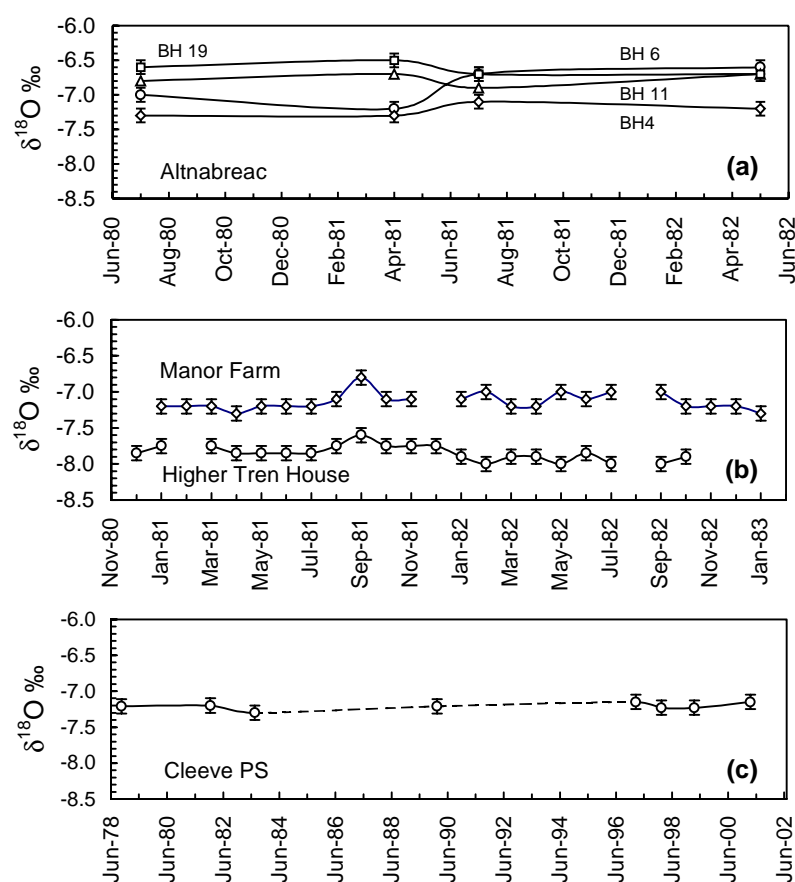 -6.0
-6.5
-7.0
-7.5
-8.0
-8.5
δ¹⁸O ‰
BH 19
BH 6
BH 11
BH4
Altnabreac
(a)
Jun-80
Aug-80
Oct-80
Dec-80
Feb-81
Apr-81
Jun-81
Aug-81
Oct-81
Dec-81
Feb-82
Apr-82
Jun-82
-6.0
-6.5
-7.0
-7.5
-8.0
-8.5
δ¹⁸O ‰
Manor Farm
Higher Tren House
(b)
Nov-80
Jan-81
Mar-81
May-81
Jul-81
Sep-81
Nov-81
Jan-82
Mar-82
May-82
Jul-82
Sep-82
Nov-82
Jan-83
-6.0
-6.5
-7.0
-7.5
-8.0
-8.5
δ¹⁸O ‰
Cleeve PS
(c)
Jun-78
Jun-80
Jun-82
Jun-84
Jun-86
Jun-88
Jun-90
Jun-92
Jun-94
Jun-96
Jun-98
Jun-00
Jun-02